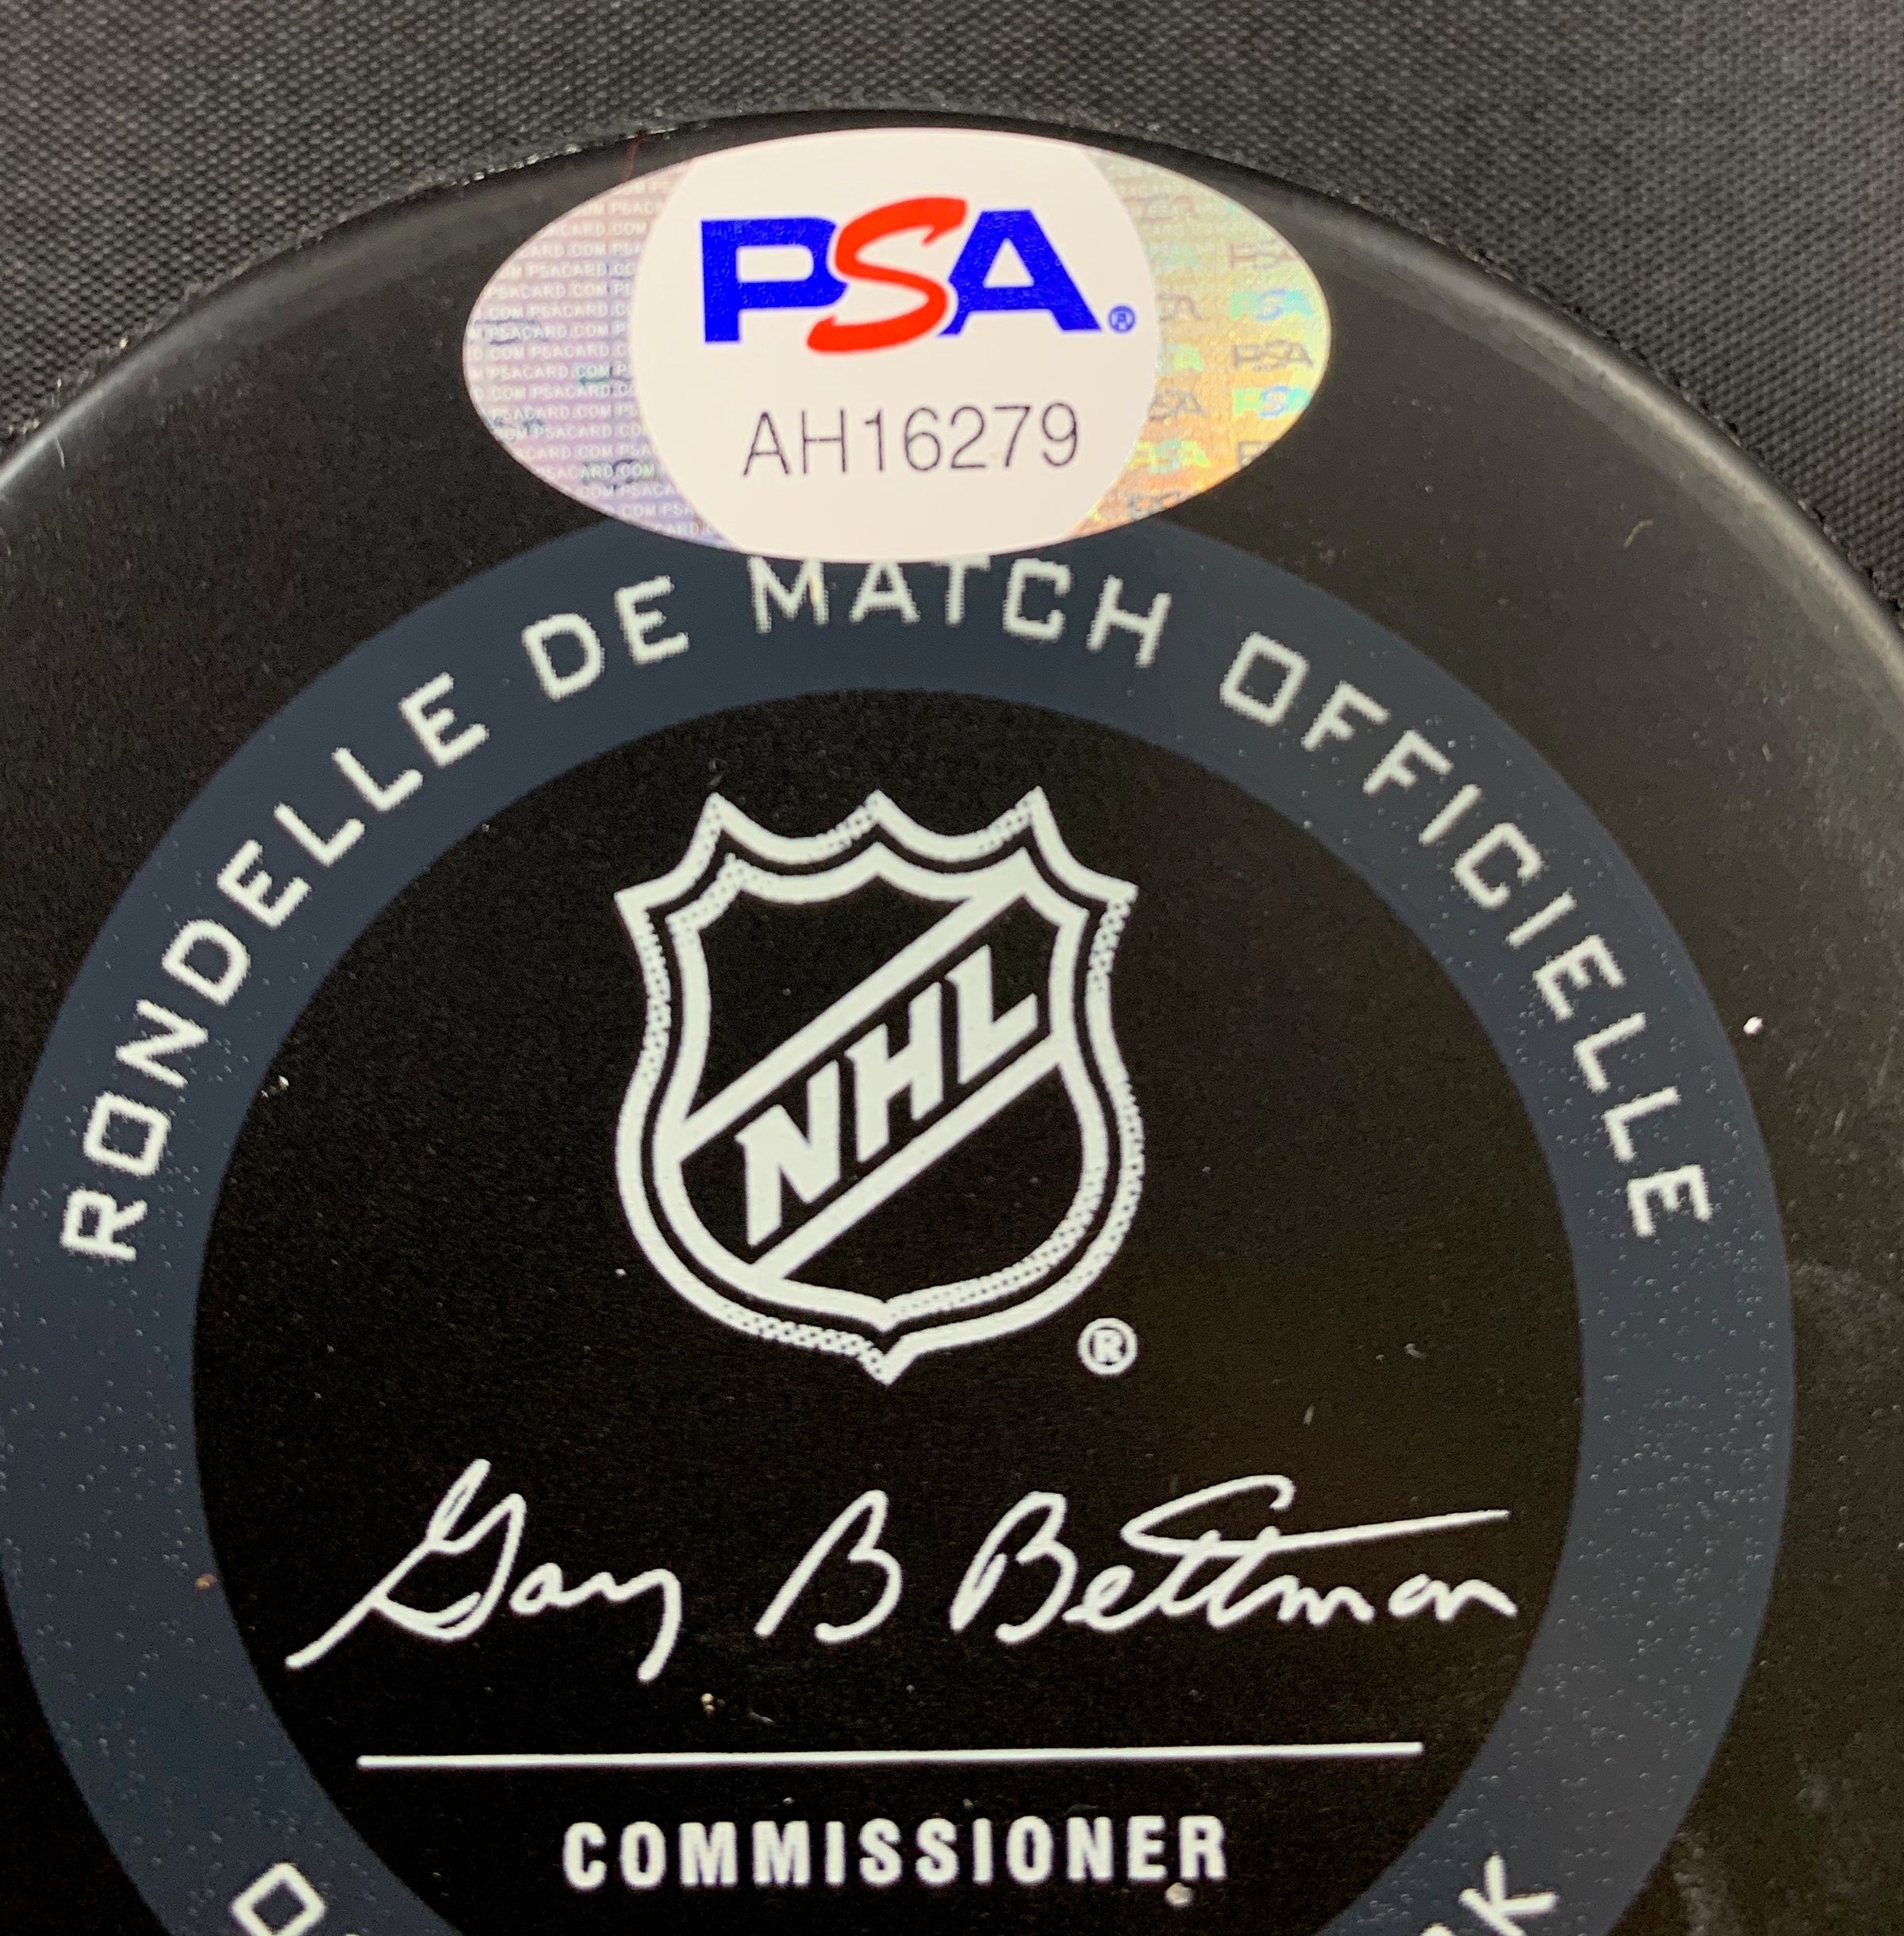 PSA®
AH16279
RONDELLE DE MATCH OFFICIELLE
NHL
®
Gary B Bettman
COMMISSIONER